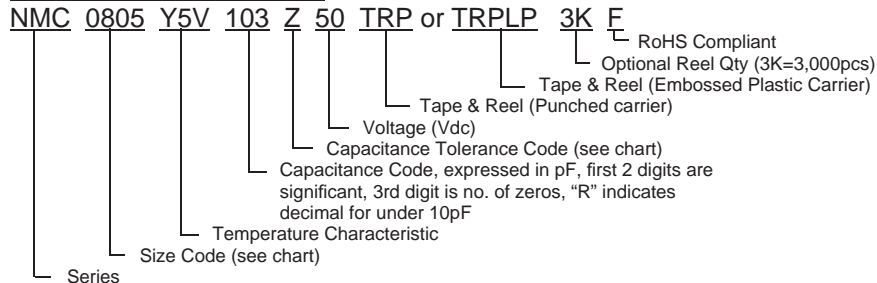 NMC 0805 Y5V 103 Z 50 TRP or TRPLP 3K F
RoHS Compliant
Optional Reel Qty (3K=3,000pcs)
Tape & Reel (Embossed Plastic Carrier)
Tape & Reel (Punched carrier)
Voltage (Vdc)
Capacitance Tolerance Code (see chart)
Capacitance Code, expressed in pF, first 2 digits are
significant, 3rd digit is no. of zeros, “R” indicates
decimal for under 10pF
Temperature Characteristic
Size Code (see chart)
Series